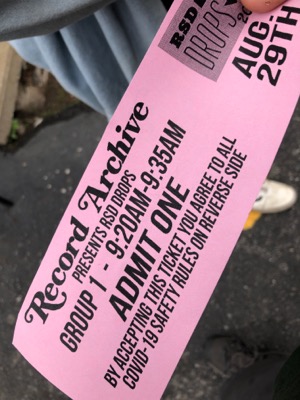 Record Archive
PRESENTS RSD DROPS
GROUP 1 - 9:20AM-9:35AM
ADMIT ONE
BY ACCEPTING THIS TICKET YOU AGREE TO ALL
COVID-19 SAFETY RULES ON REVERSE SIDE
RSD
DROPS
AUG.
29TH